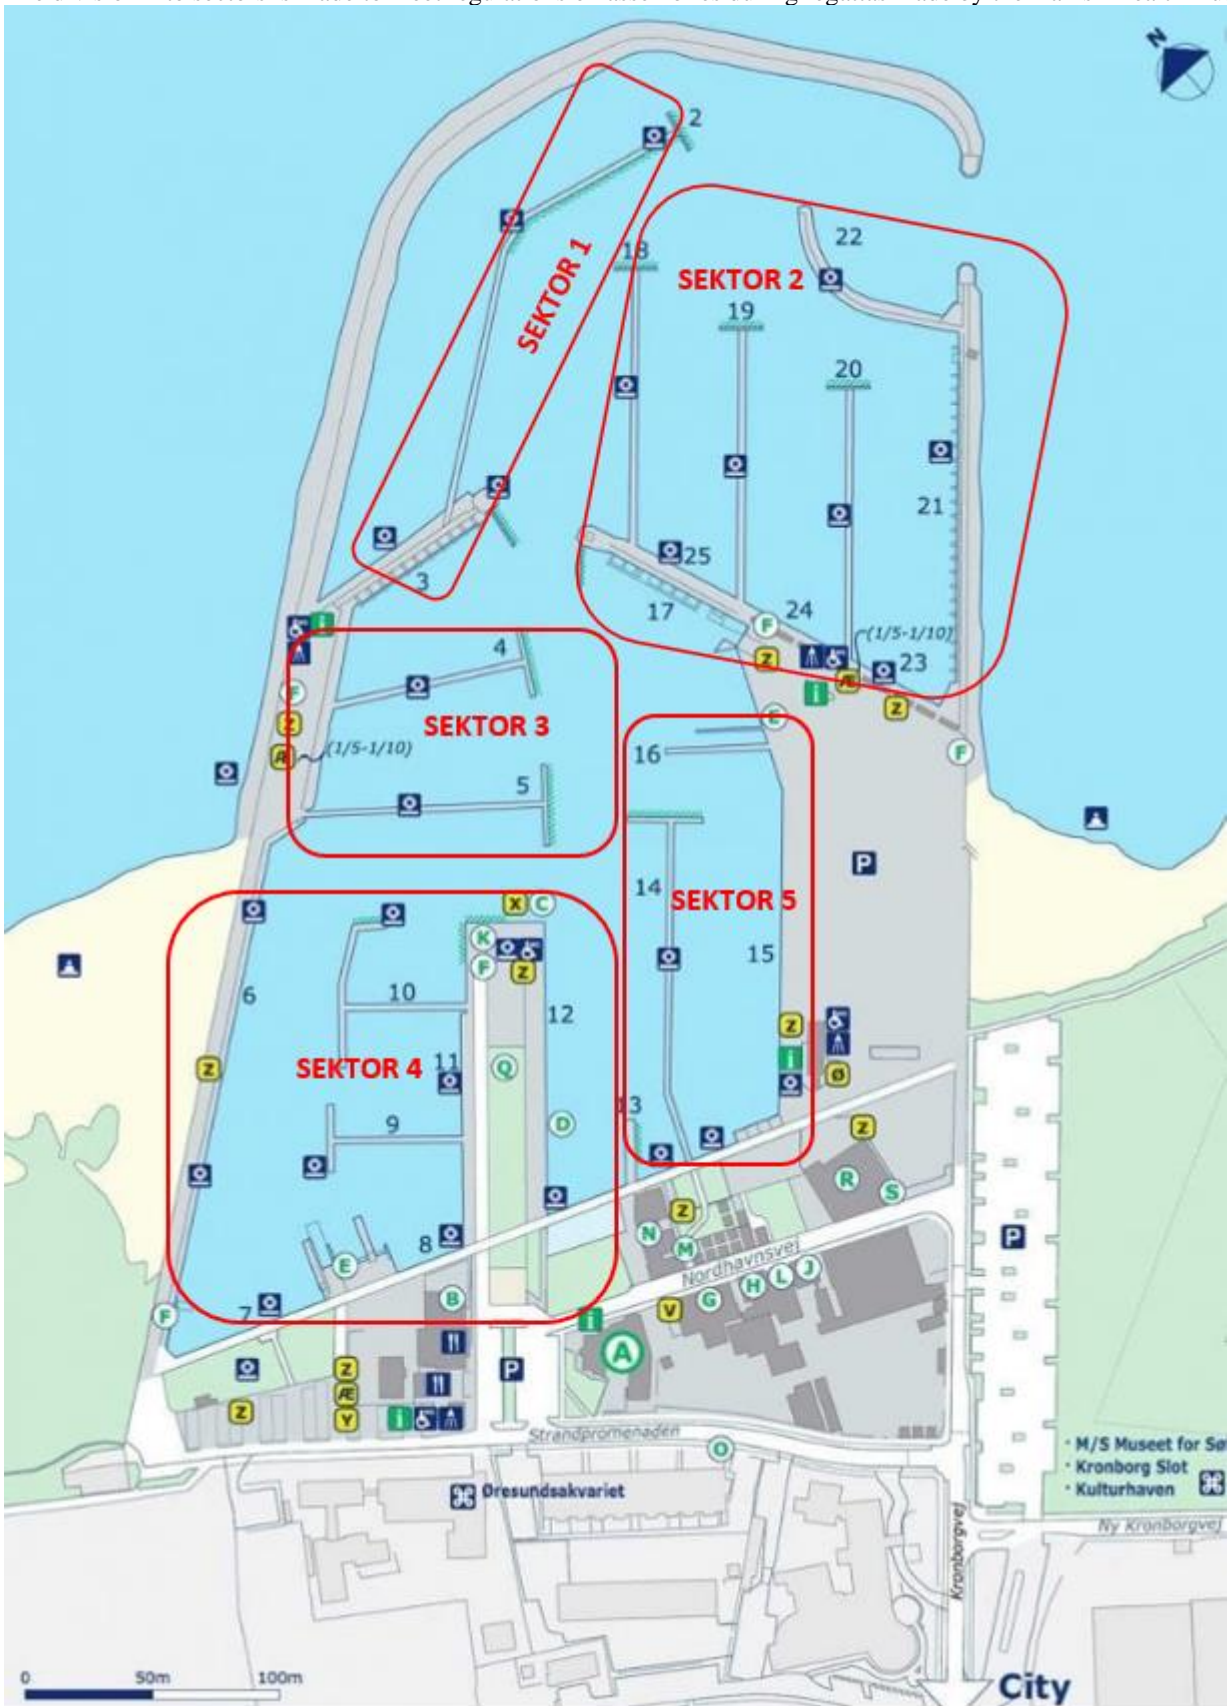 N
2
22
18
SEKTOR 1
SEKTOR 2
19
20
21
3
25
17
24
(1/5-1/10)
F
23
i
Z
Æ
i
Z
4
F
Z
SEKTOR 3
E
F
Æ
(1/5-1/10)
16
5
P
14
SEKTOR 5
X
C
K
F
Z
15
6
10
12
Z
Z
SEKTOR 4
11
Q
i
Ø
13
9
D
Z
R
S
Z
N
M
8
E
Nordhavnsvej
P
J
L
H
G
B
V
F
7
i
A
Z
Æ
Y
P
Z
i
Strandpromenaden
O
Øresundsakvariet
· M/S Museet for Sø
· Kronborg Slot
· Kulturhaven
Ny Kronborgvej
Kronborgvej
0
50m
100m
City